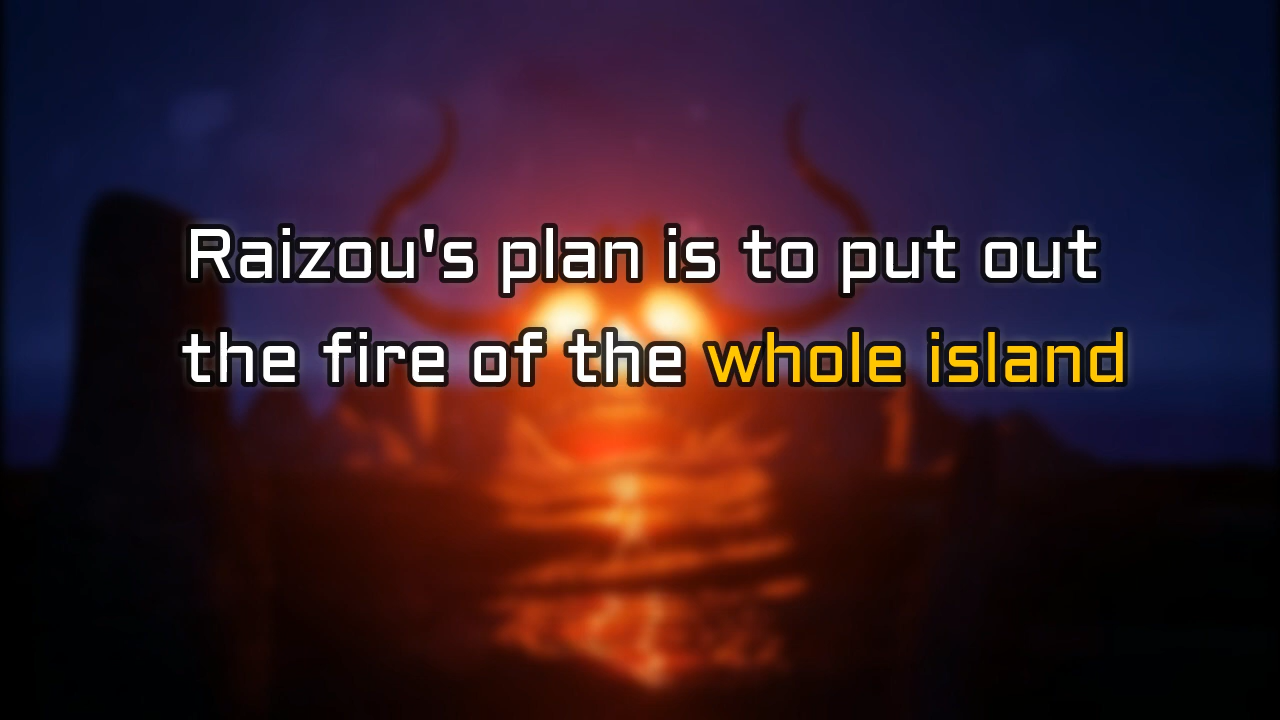 Raizou's plan is to put out
the fire of the whole island